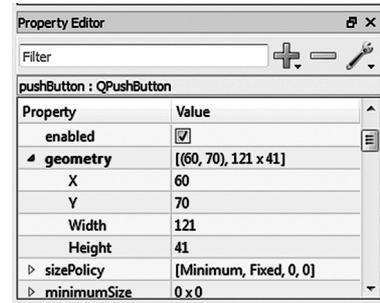 Property Editor
Filter
pushButton : QPushButton
Property Value
enabled
geometry [(60, 70), 121 x 41]
X 60
Y 70
Width 121
Height 41
sizePolicy [Minimum, Fixed, 0, 0]
minimumSize 0 x 0